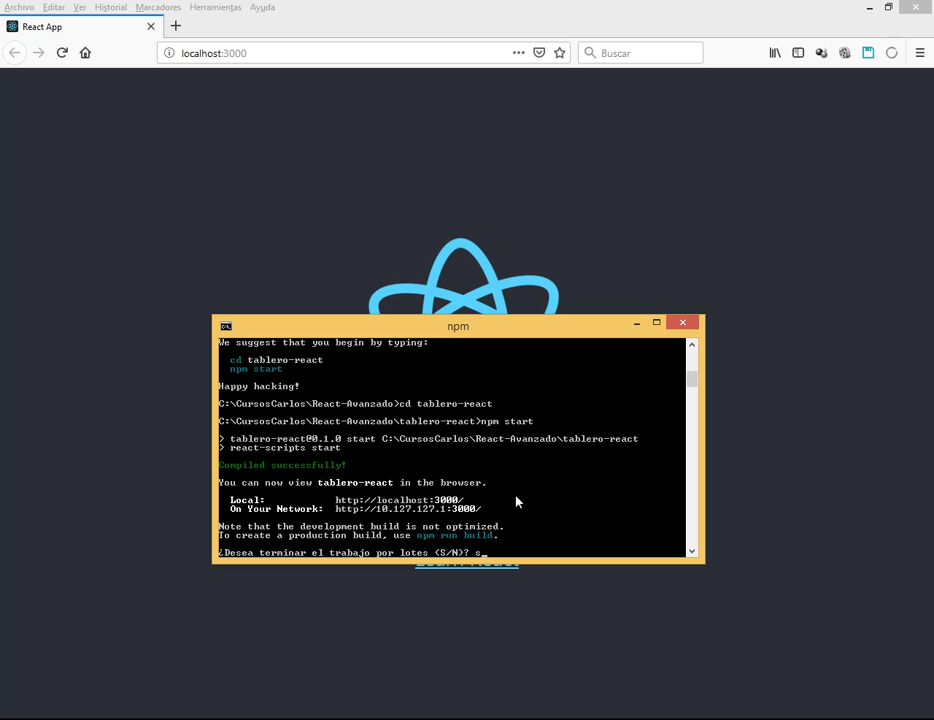 Archivo Editar Ver Historial Marcadores Herramientas Ayuda
React App
localhost:3000
Buscar
npm
We suggest that you begin by typing:
cd tablero-react
npm start
Happy hacking!
C:\CursosCarlos\React-Avanzado>cd tablero-react
C:\CursosCarlos\React-Avanzado\tablero-react>npm start
> tablero-react@0.1.0 start C:\CursosCarlos\React-Avanzado\tablero-react
> react-scripts start
Compiled successfully!
You can now view tablero-react in the browser.
Local: http://localhost:3000/
On Your Network: http://10.127.127.1:3000/
Note that the development build is not optimized.
To create a production build, use npm run build.
¿Desea terminar el trabajo por lotes (S/N)? s_
Learn React